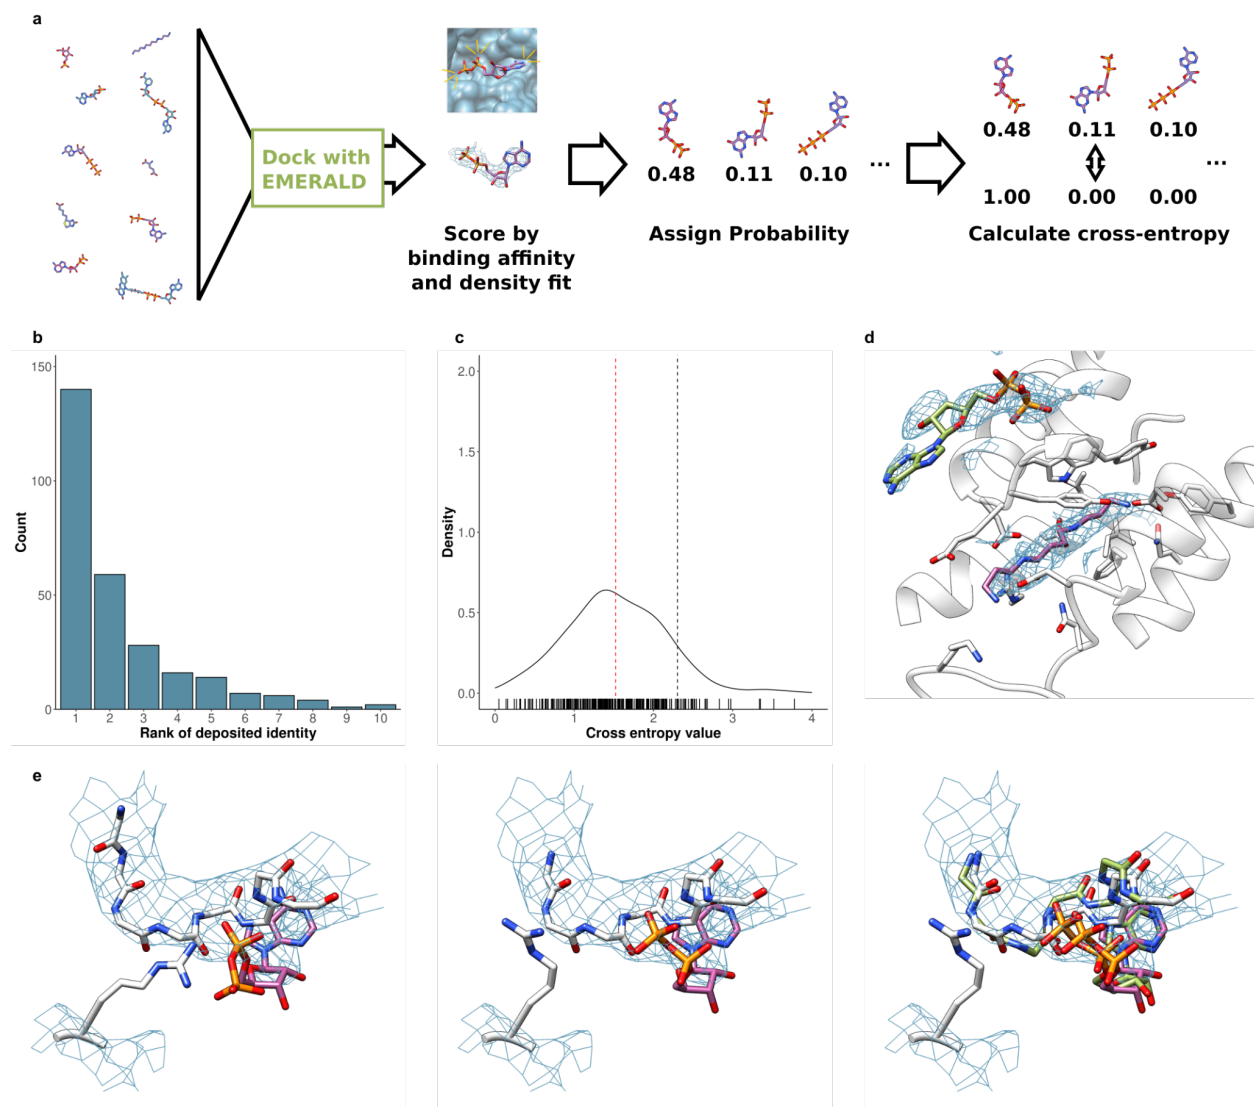 a
Dock with
EMERALD
Score by
binding affinity
and density fit
0.48 0.11 0.10 ...
Assign Probability
0.48 0.11 0.10
...
1.00 0.00 0.00
Calculate cross-entropy
b
150
100
50
0
Count
1 2 3 4 5 6 7 8 9 10
Rank of deposited identity
c
2.0
1.5
1.0
0.5
0.0
Density
0 1 2 3 4
Cross entropy value
d
e